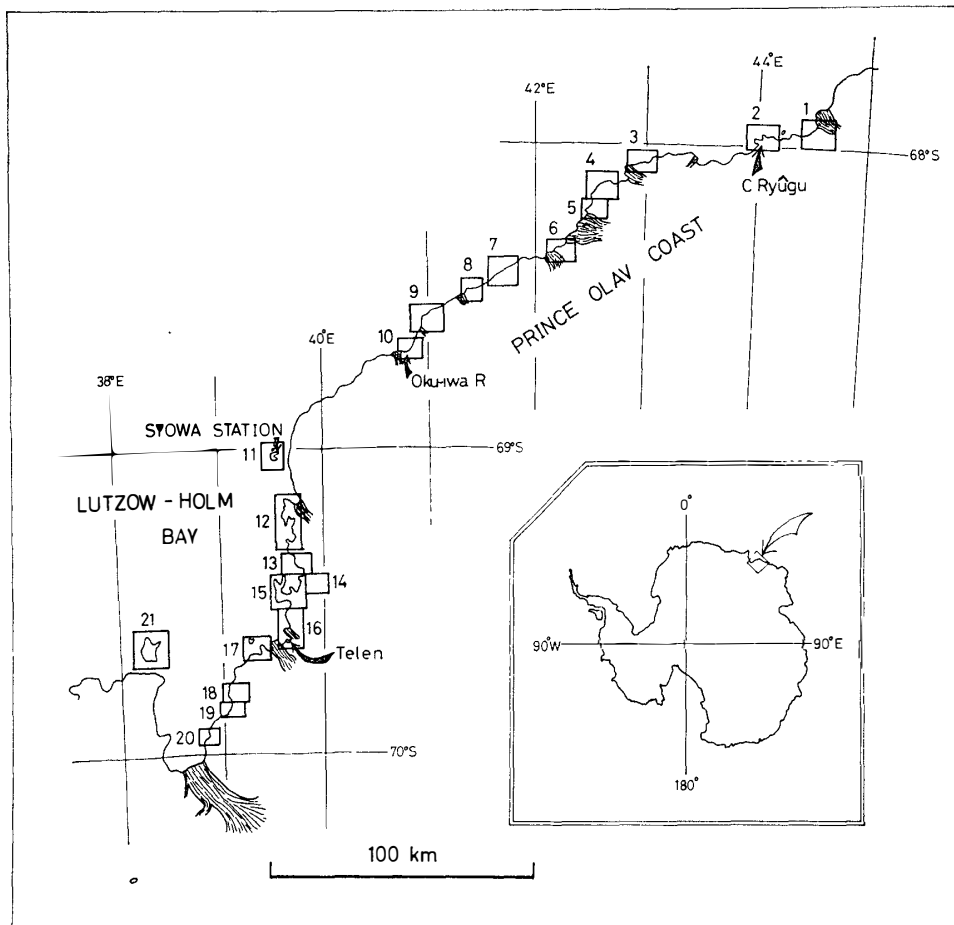 44°E
42°E
2
1
3
68°S
4
C Ryûgu
5
6
7
PRINCE OLAV COAST
8
9
10
40°E
Oku-iwa R
38°E
SYOWA STATION
11
69°S
LUTZOW - HOLM
BAY
12
13
14
15
16
21
17
Telen
18
19
20
70°S
100 km
0°
90°W
90°E
180°